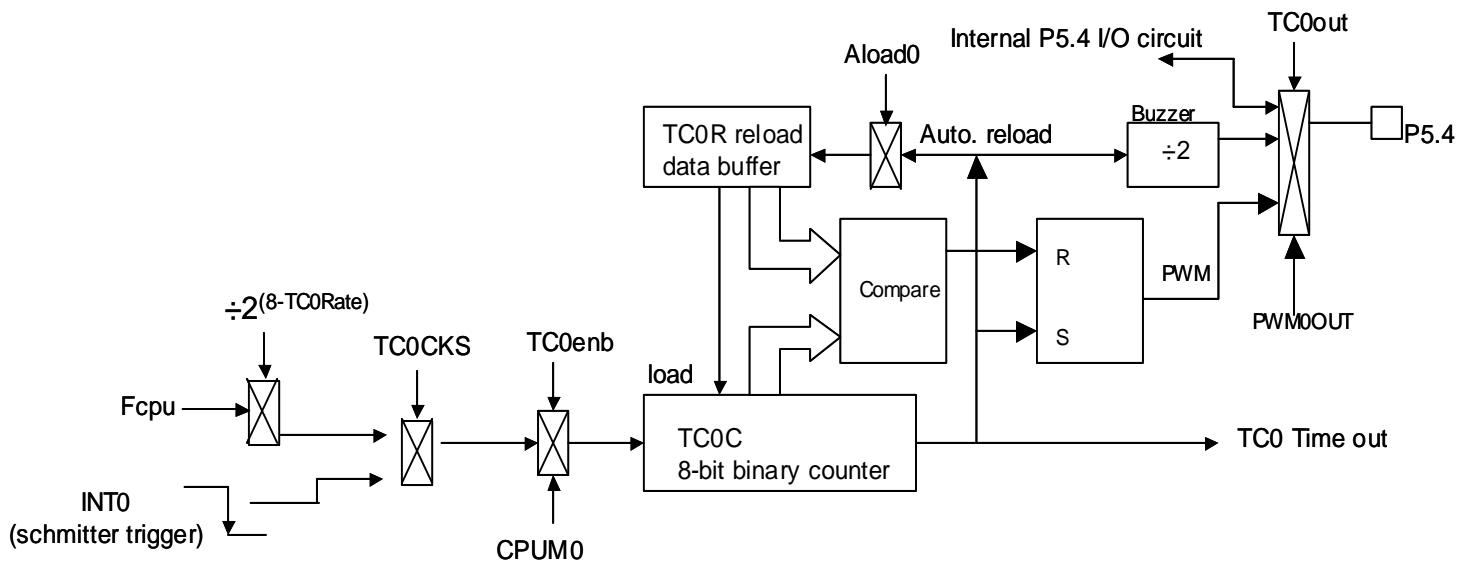 TC0out
Internal P5.4 I/O circuit
Aload0
Buzzer
TC0R reload
data buffer
Auto. reload
÷2
P5.4
R
PWM
Compare
÷2(8-TC0Rate)
PWM0OUT
S
TC0CKS
TC0enb
load
Fcpu
TC0C
8-bit binary counter
TC0 Time out
INT0
(schmitter trigger)
CPUM0